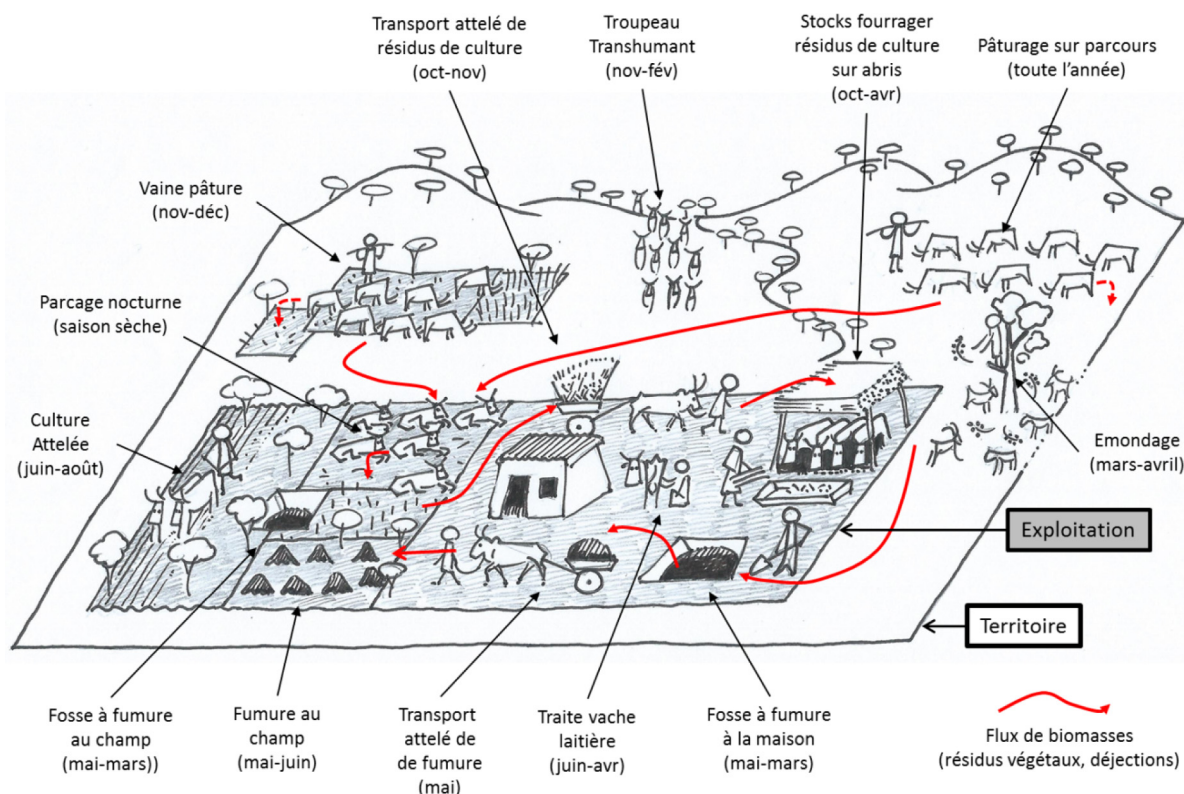 Transport attelé de
résidus de culture
(oct-nov)
Troupeau
Transhumant
(nov-fév)
Stocks fourrager
résidus de culture
sur abris
(oct-avr)
Pâturage sur parcours
(toute l’année)
Vaine pâture
(nov-déc)
Parcage nocturne
(saison sèche)
Culture
Attelée
(juin-août)
Emondage
(mars-avril)
Exploitation
Territoire
Fosse à fumure
au champ
(mai-mars))
Fumure au
champ
(mai-juin)
Transport
attelé de
de fumure
(mai)
Traite vache
laitière
(juin-avr)
Fosse à fumure
à la maison
(mai-mars)
Flux de biomasses
(résidus végétaux, déjections)